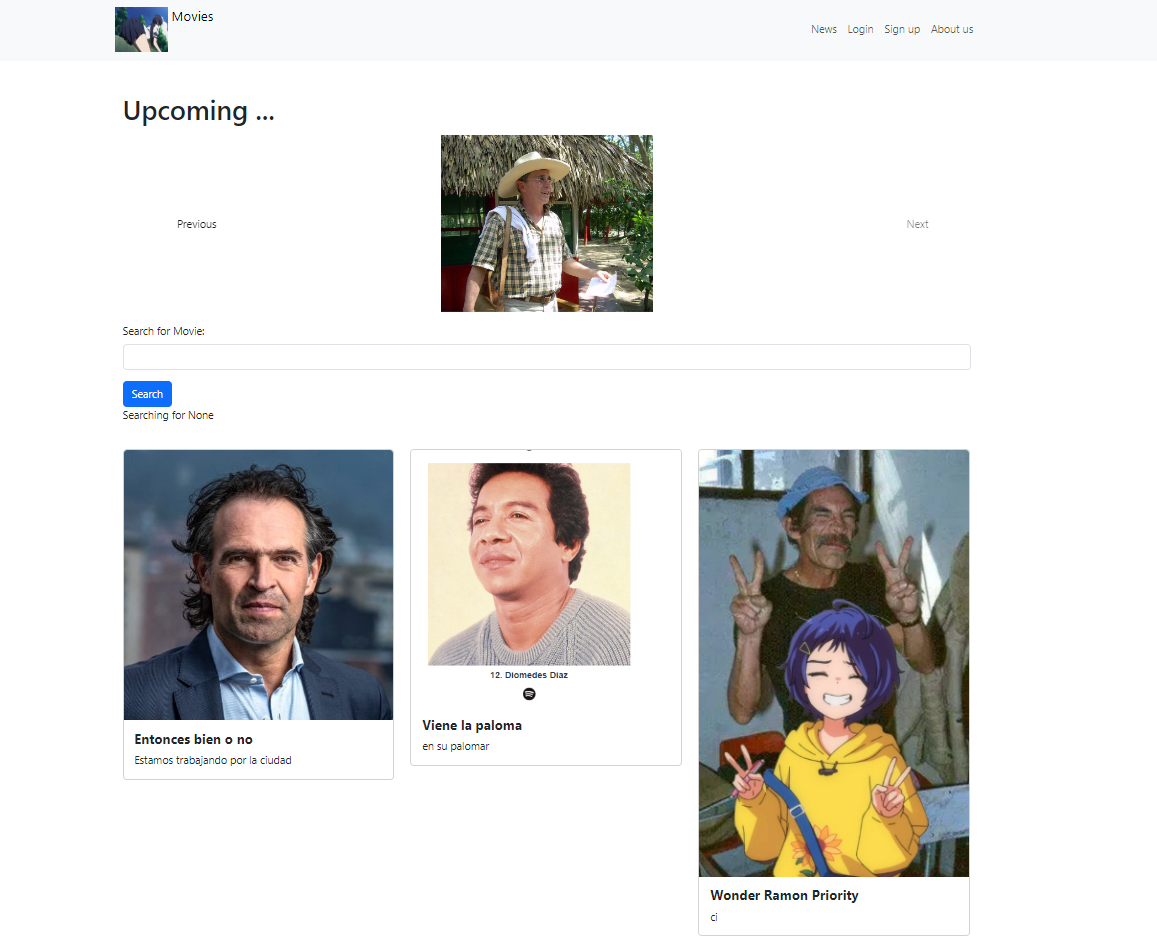 Movies
News
Login
Sign up
About us
Upcoming ...
Previous
Next
Search for Movie:
Search
Searching for None
12. Diomedes Díaz
Entonces bien o no
Estamos trabajando por la ciudad
Viene la paloma
en su palomar
Wonder Ramon Priority
ci